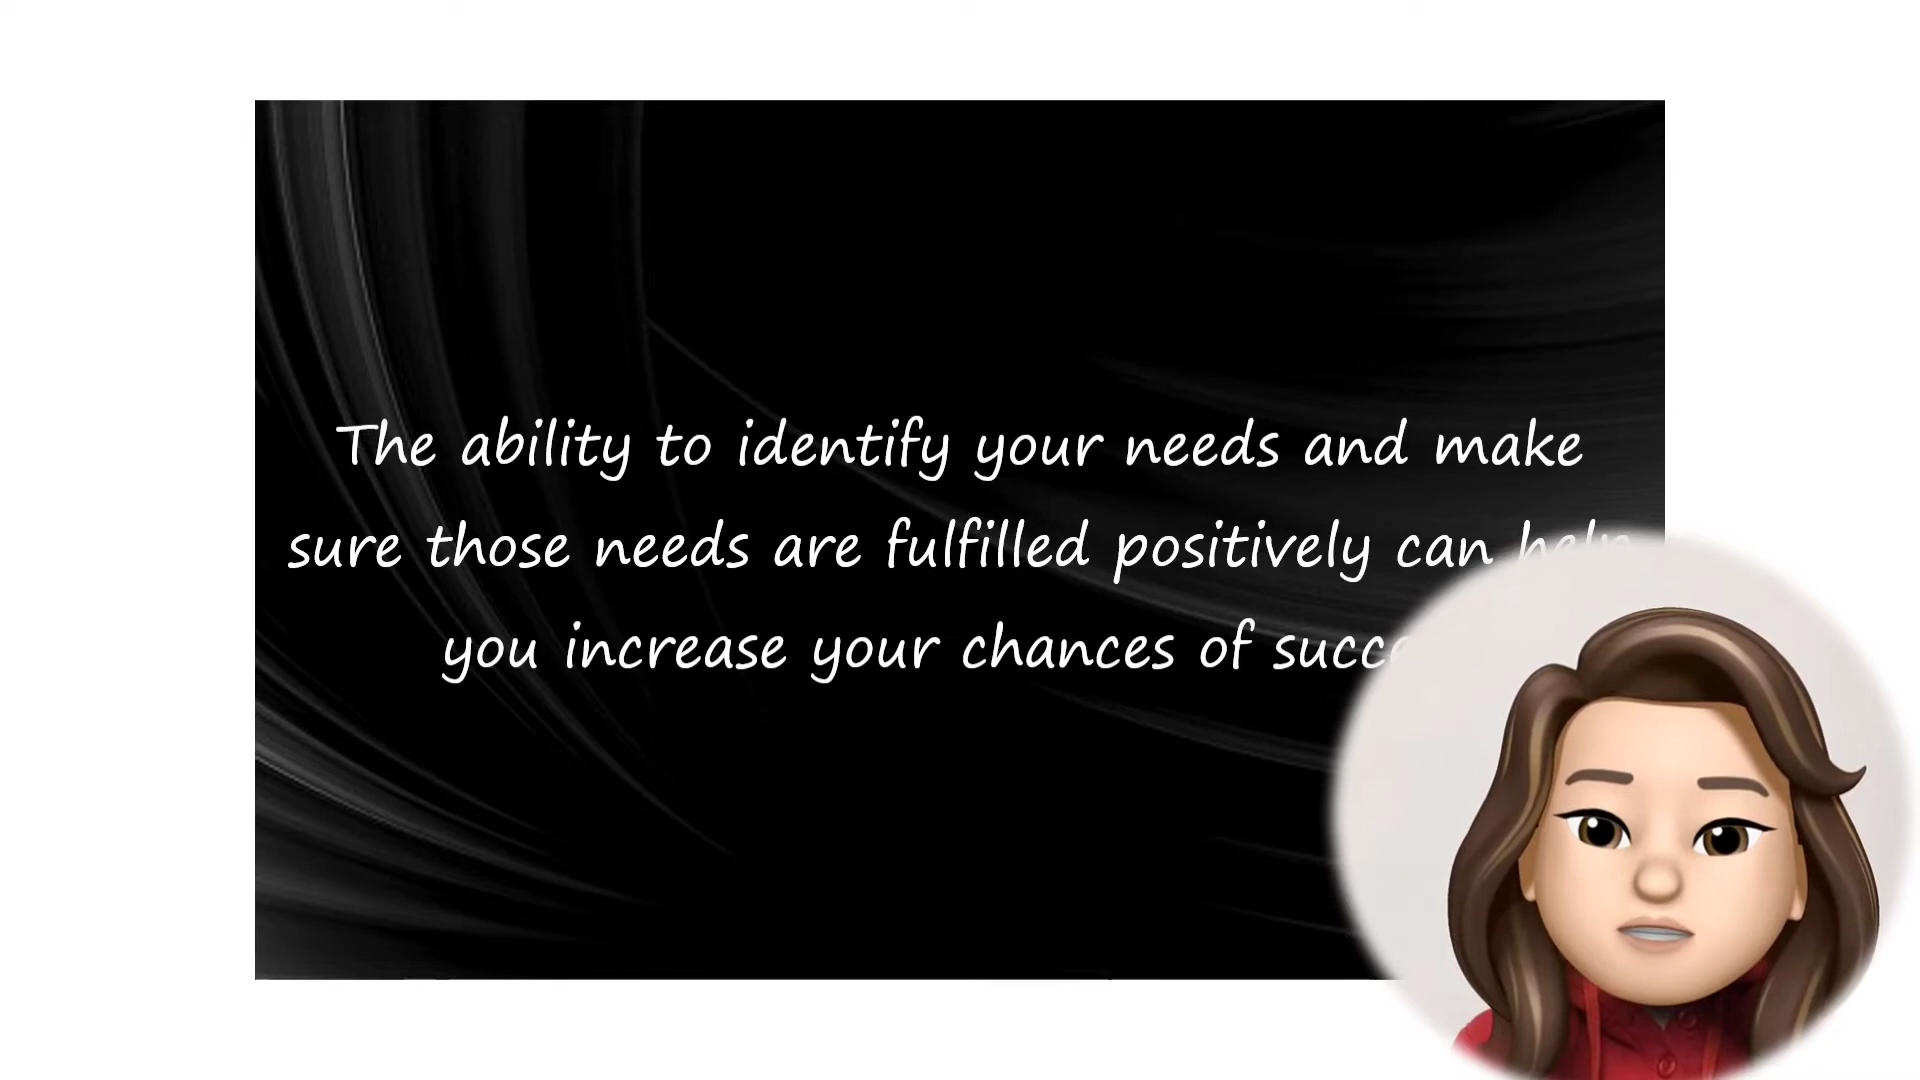 The ability to identify your needs and make
sure those needs are fulfilled positively can help
you increase your chances of